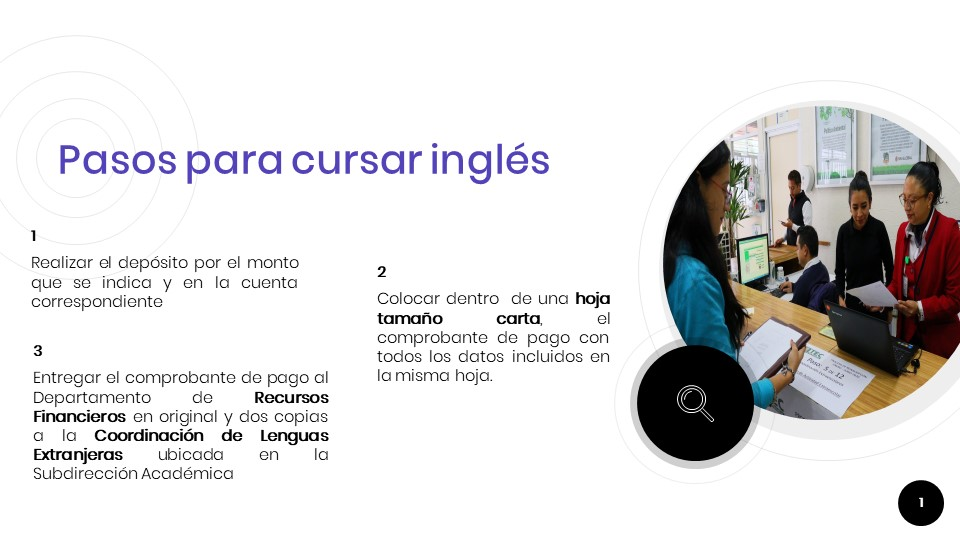 Pasos para cursar inglés
1
Realizar el depósito por el monto
que se indica y en la cuenta
correspondiente
2
Colocar dentro de una hoja
tamaño carta, el
comprobante de pago con
todos los datos incluidos en
la misma hoja.
3
Entregar el comprobante de pago al
Departamento de Recursos
Financieros en original y dos copias
a la Coordinación de Lenguas
Extranjeras ubicada en la
Subdirección Académica
1